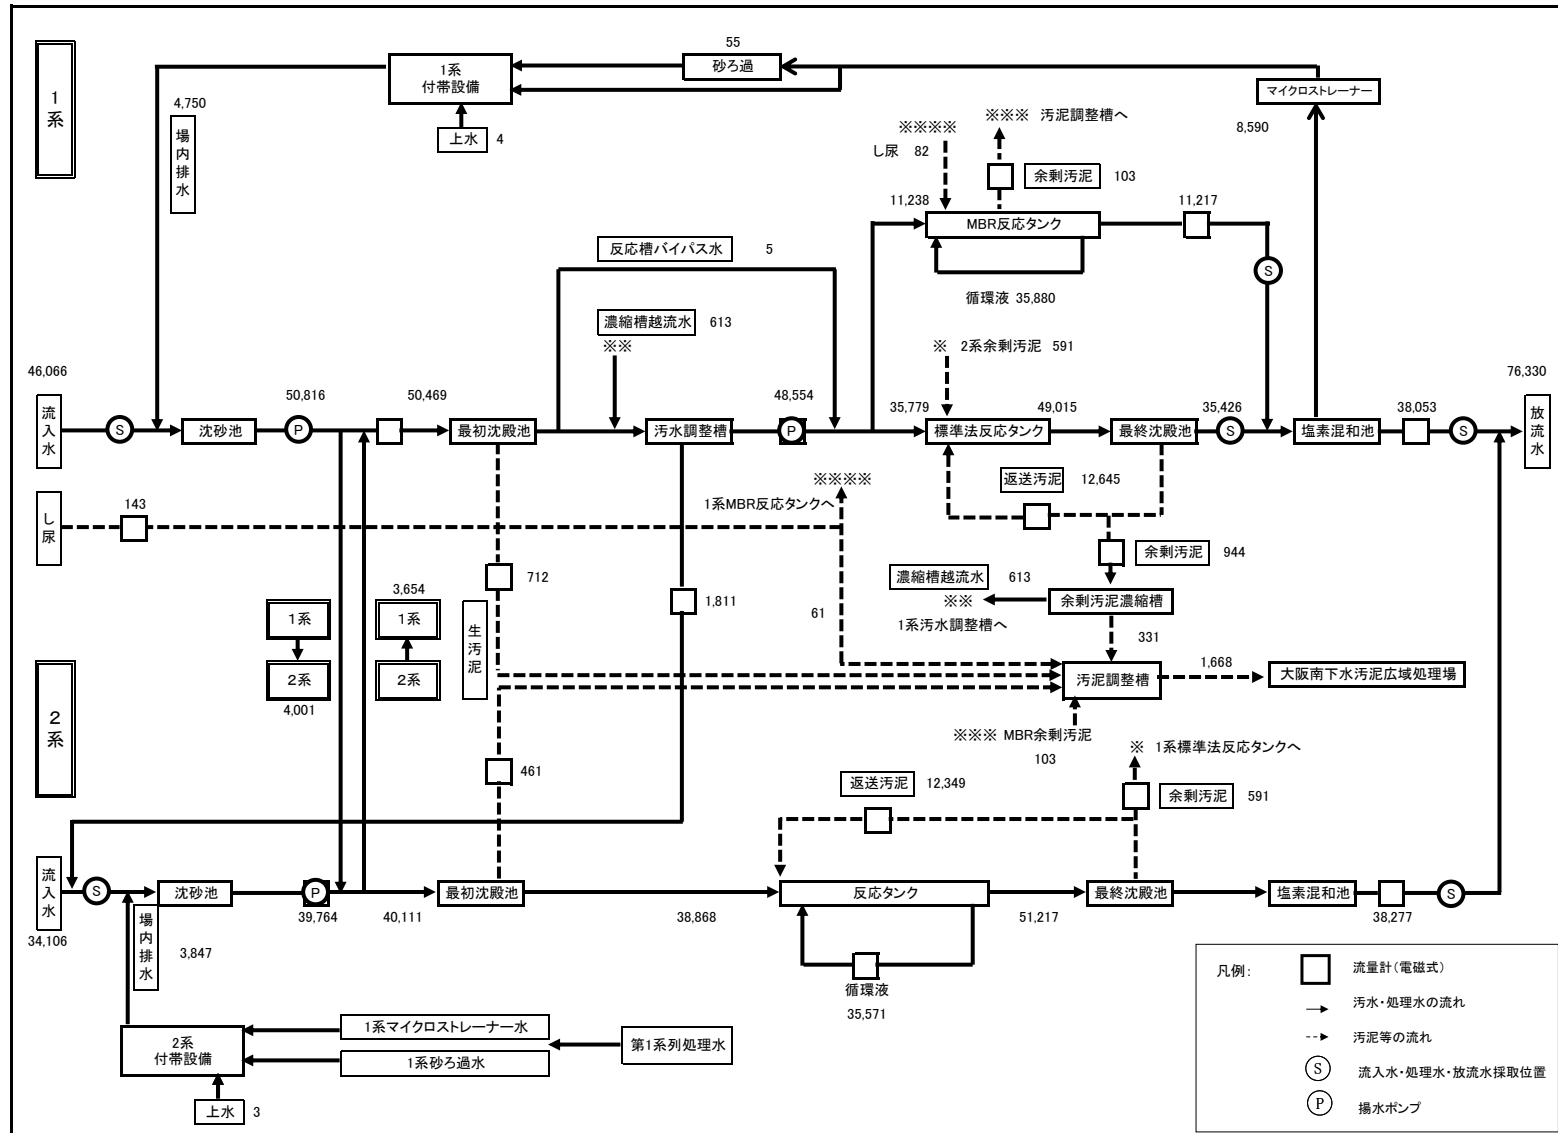 1系
55
砂ろ過
1系
付帯設備
マイクロストレーナー
4,750
上水 4
場内排水
8,590
※※※※
し尿 82
※※※ 汚泥調整槽へ
余剰汚泥 103
11,238
MBR反応タンク
11,217
反応槽バイパス水 5
循環液 35,880
濃縮槽越流水 613
※※
※ 2系余剰汚泥 591
46,066
流入水
50,816
50,469
48,554
35,779
49,015
35,426
38,053
76,330
放流水
S
沈砂池
P
最初沈殿池
汚水調整槽
P
標準法反応タンク
最終沈殿池
S
塩素混和池
S
S
返送汚泥 12,645
※※※※
1系MBR反応タンクへ
し尿
143
余剰汚泥 944
712
1,811
61
濃縮槽越流水 613
※※
1系汚水調整槽へ
余剰汚泥濃縮槽
331
3,654
1系
2系
4,001
1系
2系
生汚泥
汚泥調整槽
1,668
大阪南下水汚泥広域処理場
2系
※※※ MBR余剰汚泥
103
※ 1系標準法反応タンクへ
461
返送汚泥 12,349
余剰汚泥 591
流入水
34,106
S
沈砂池
P
39,764
40,111
最初沈殿池
38,868
反応タンク
51,217
最終沈殿池
塩素混和池
38,277
S
場内排水
3,847
循環液
35,571
2系
付帯設備
1系マイクロストレーナー水
1系砂ろ過水
第1系列処理水
上水 3
凡例:
流量計(電磁式)
汚水・処理水の流れ
汚泥等の流れ
S 流入水・処理水・放流水採取位置
P 揚水ポンプ